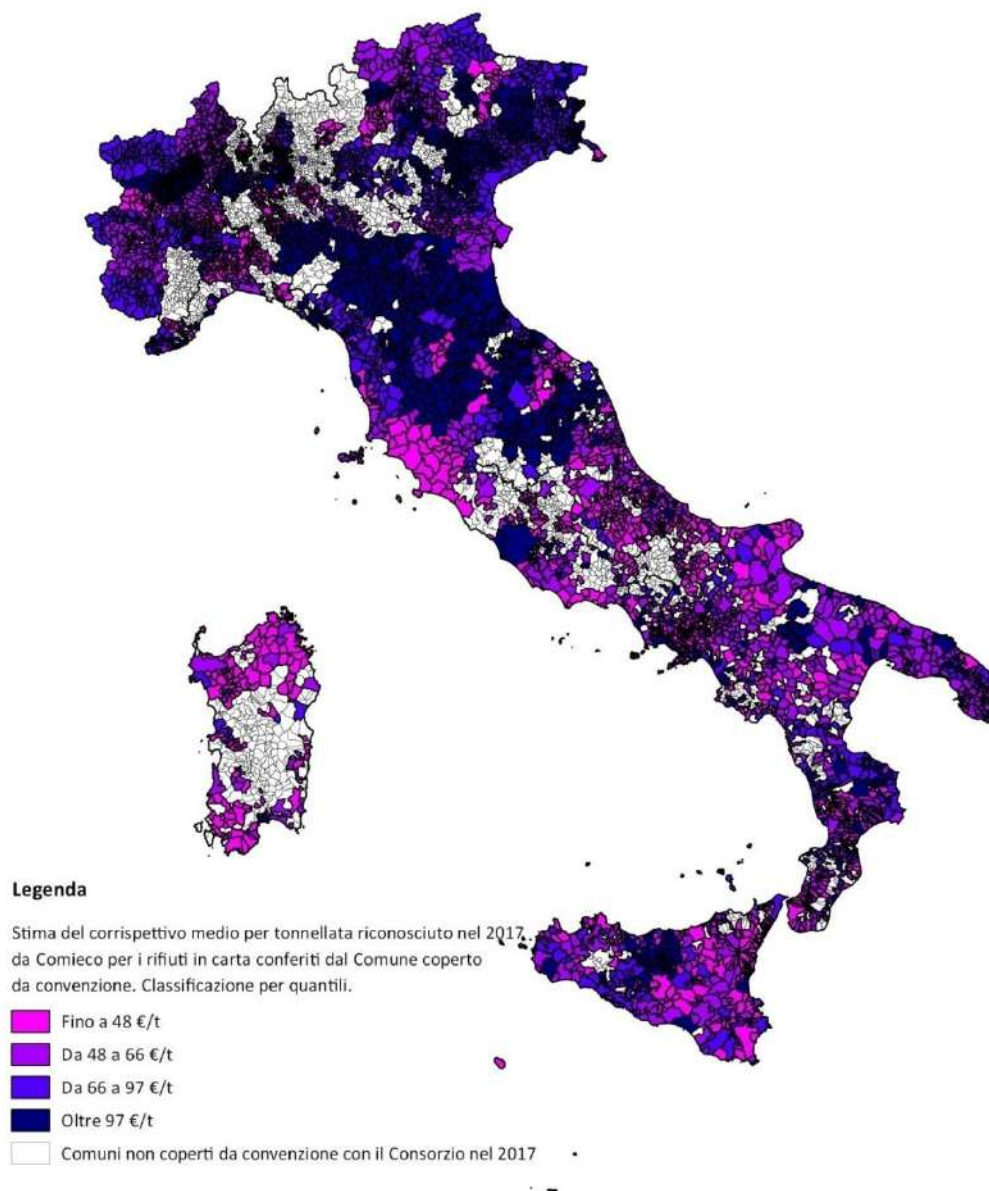 Legenda
Stima del corrispettivo medio per tonnellata riconosciuto nel 2017
da Comieco per i rifiuti in carta conferiti dal Comune coperto
da convenzione. Classificazione per quantili.
Fino a 48 €/t
Da 48 a 66 €/t
Da 66 a 97 €/t
Oltre 97 €/t
Comuni non coperti da convenzione con il Consorzio nel 2017